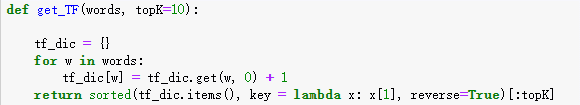 def get_TF(words, topK=10):
    tf_dic = {}
    for w in words:
        tf_dic[w] = tf_dic.get(w, 0) + 1
    return sorted(tf_dic.items(), key = lambda x: x[1], reverse=True)[:topK]